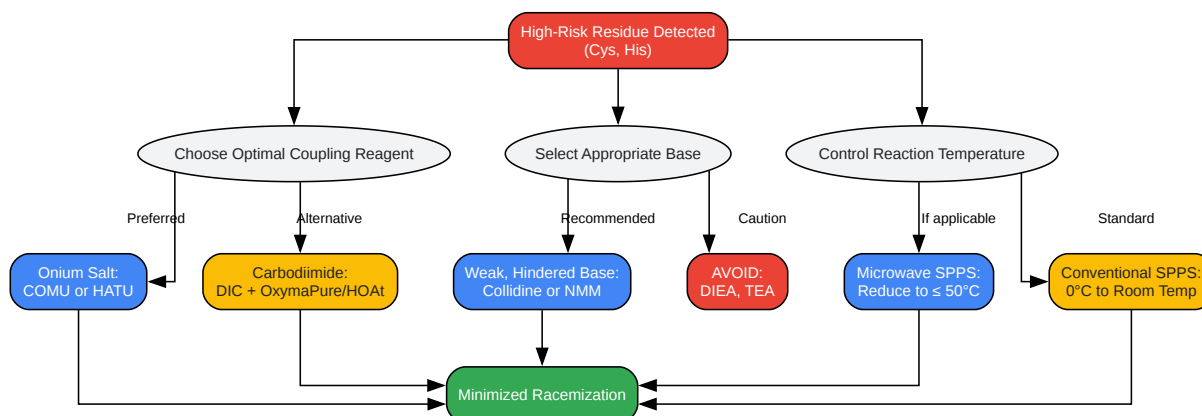 High-Risk Residue Detected
(Cys, His)
Choose Optimal Coupling Reagent
Select Appropriate Base
Control Reaction Temperature
Preferred
Alternative
Recommended
Caution
If applicable
Standard
Onium Salt:
COMU or HATU
Carbodiimide:
DIC + OxymaPure/HOAt
Weak, Hindered Base:
Collidine or NMM
AVOID:
DIEA, TEA
Microwave SPPS:
Reduce to ≤ 50°C
Conventional SPPS:
0°C to Room Temp
Minimized Racemization